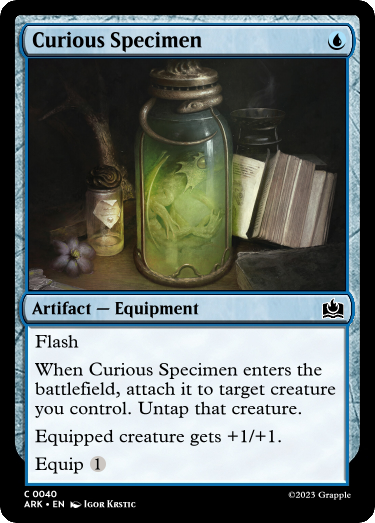 Curious Specimen
Artifact — Equipment
Flash
When Curious Specimen enters the
battlefield, attach it to target creature
you control. Untap that creature.
Equipped creature gets +1/+1.
Equip 1
C 0040
ARK • EN Igor Krstic
©2023 Grapple